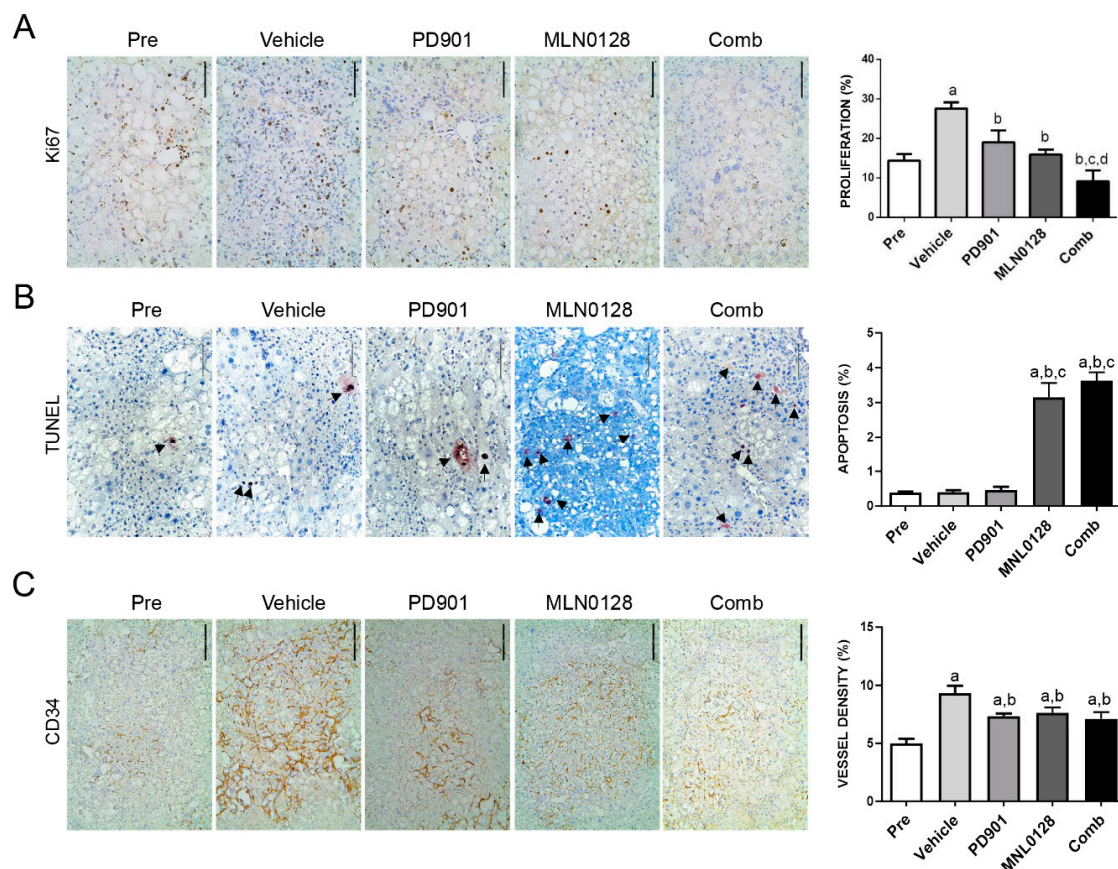 A
Pre Vehicle PD901 MLN0128 Comb
Ki67
PROLIFERATION (%)
40
30
20
10
0
a
b
b
b,c,d
Pre Vehicle PD901 MLN0128 Comb
B
Pre Vehicle PD901 MLN0128 Comb
TUNEL
APOPTOSIS (%)
5
4
3
2
1
0
a,b,c
a,b,c
Pre Vehicle PD901 MNL0128 Comb
C
Pre Vehicle PD901 MLN0128 Comb
CD34
VESSEL DENSITY (%)
15
10
5
0
a
a,b
a,b
a,b
Pre Vehicle PD901 MNL0128 Comb